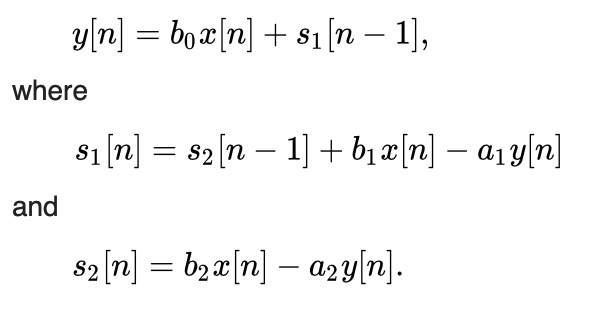 y[n] = b₀x[n] + s₁[n − 1],
where
s₁[n] = s₂[n − 1] + b₁x[n] − a₁y[n]
and
s₂[n] = b₂x[n] − a₂y[n].